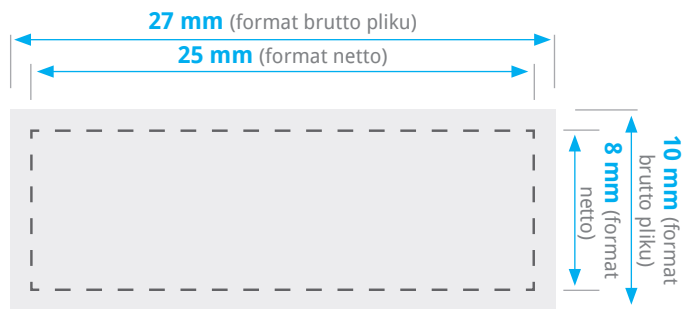 27 mm (format brutto pliku)
25 mm (format netto)
10 mm (format
brutto pliku)
8 mm (format
netto)